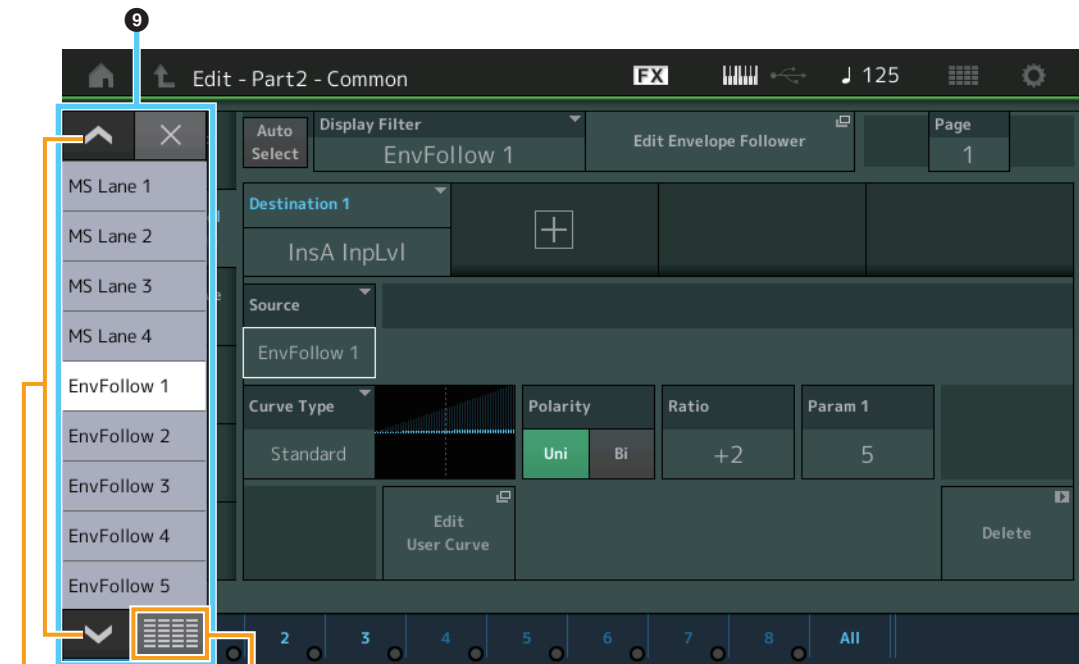 9
Edit - Part2 - Common
FX
125
MS Lane 1
MS Lane 2
MS Lane 3
MS Lane 4
EnvFollow 1
EnvFollow 2
EnvFollow 3
EnvFollow 4
EnvFollow 5
Auto Select
Display Filter
EnvFollow 1
Edit Envelope Follower
Page
1
Destination 1
InsA InpLvl
Source
EnvFollow 1
Curve Type
Standard
Polarity
Uni
Bi
Ratio
+2
Param 1
5
Edit
User Curve
Delete
2
3
4
5
6
7
8
All